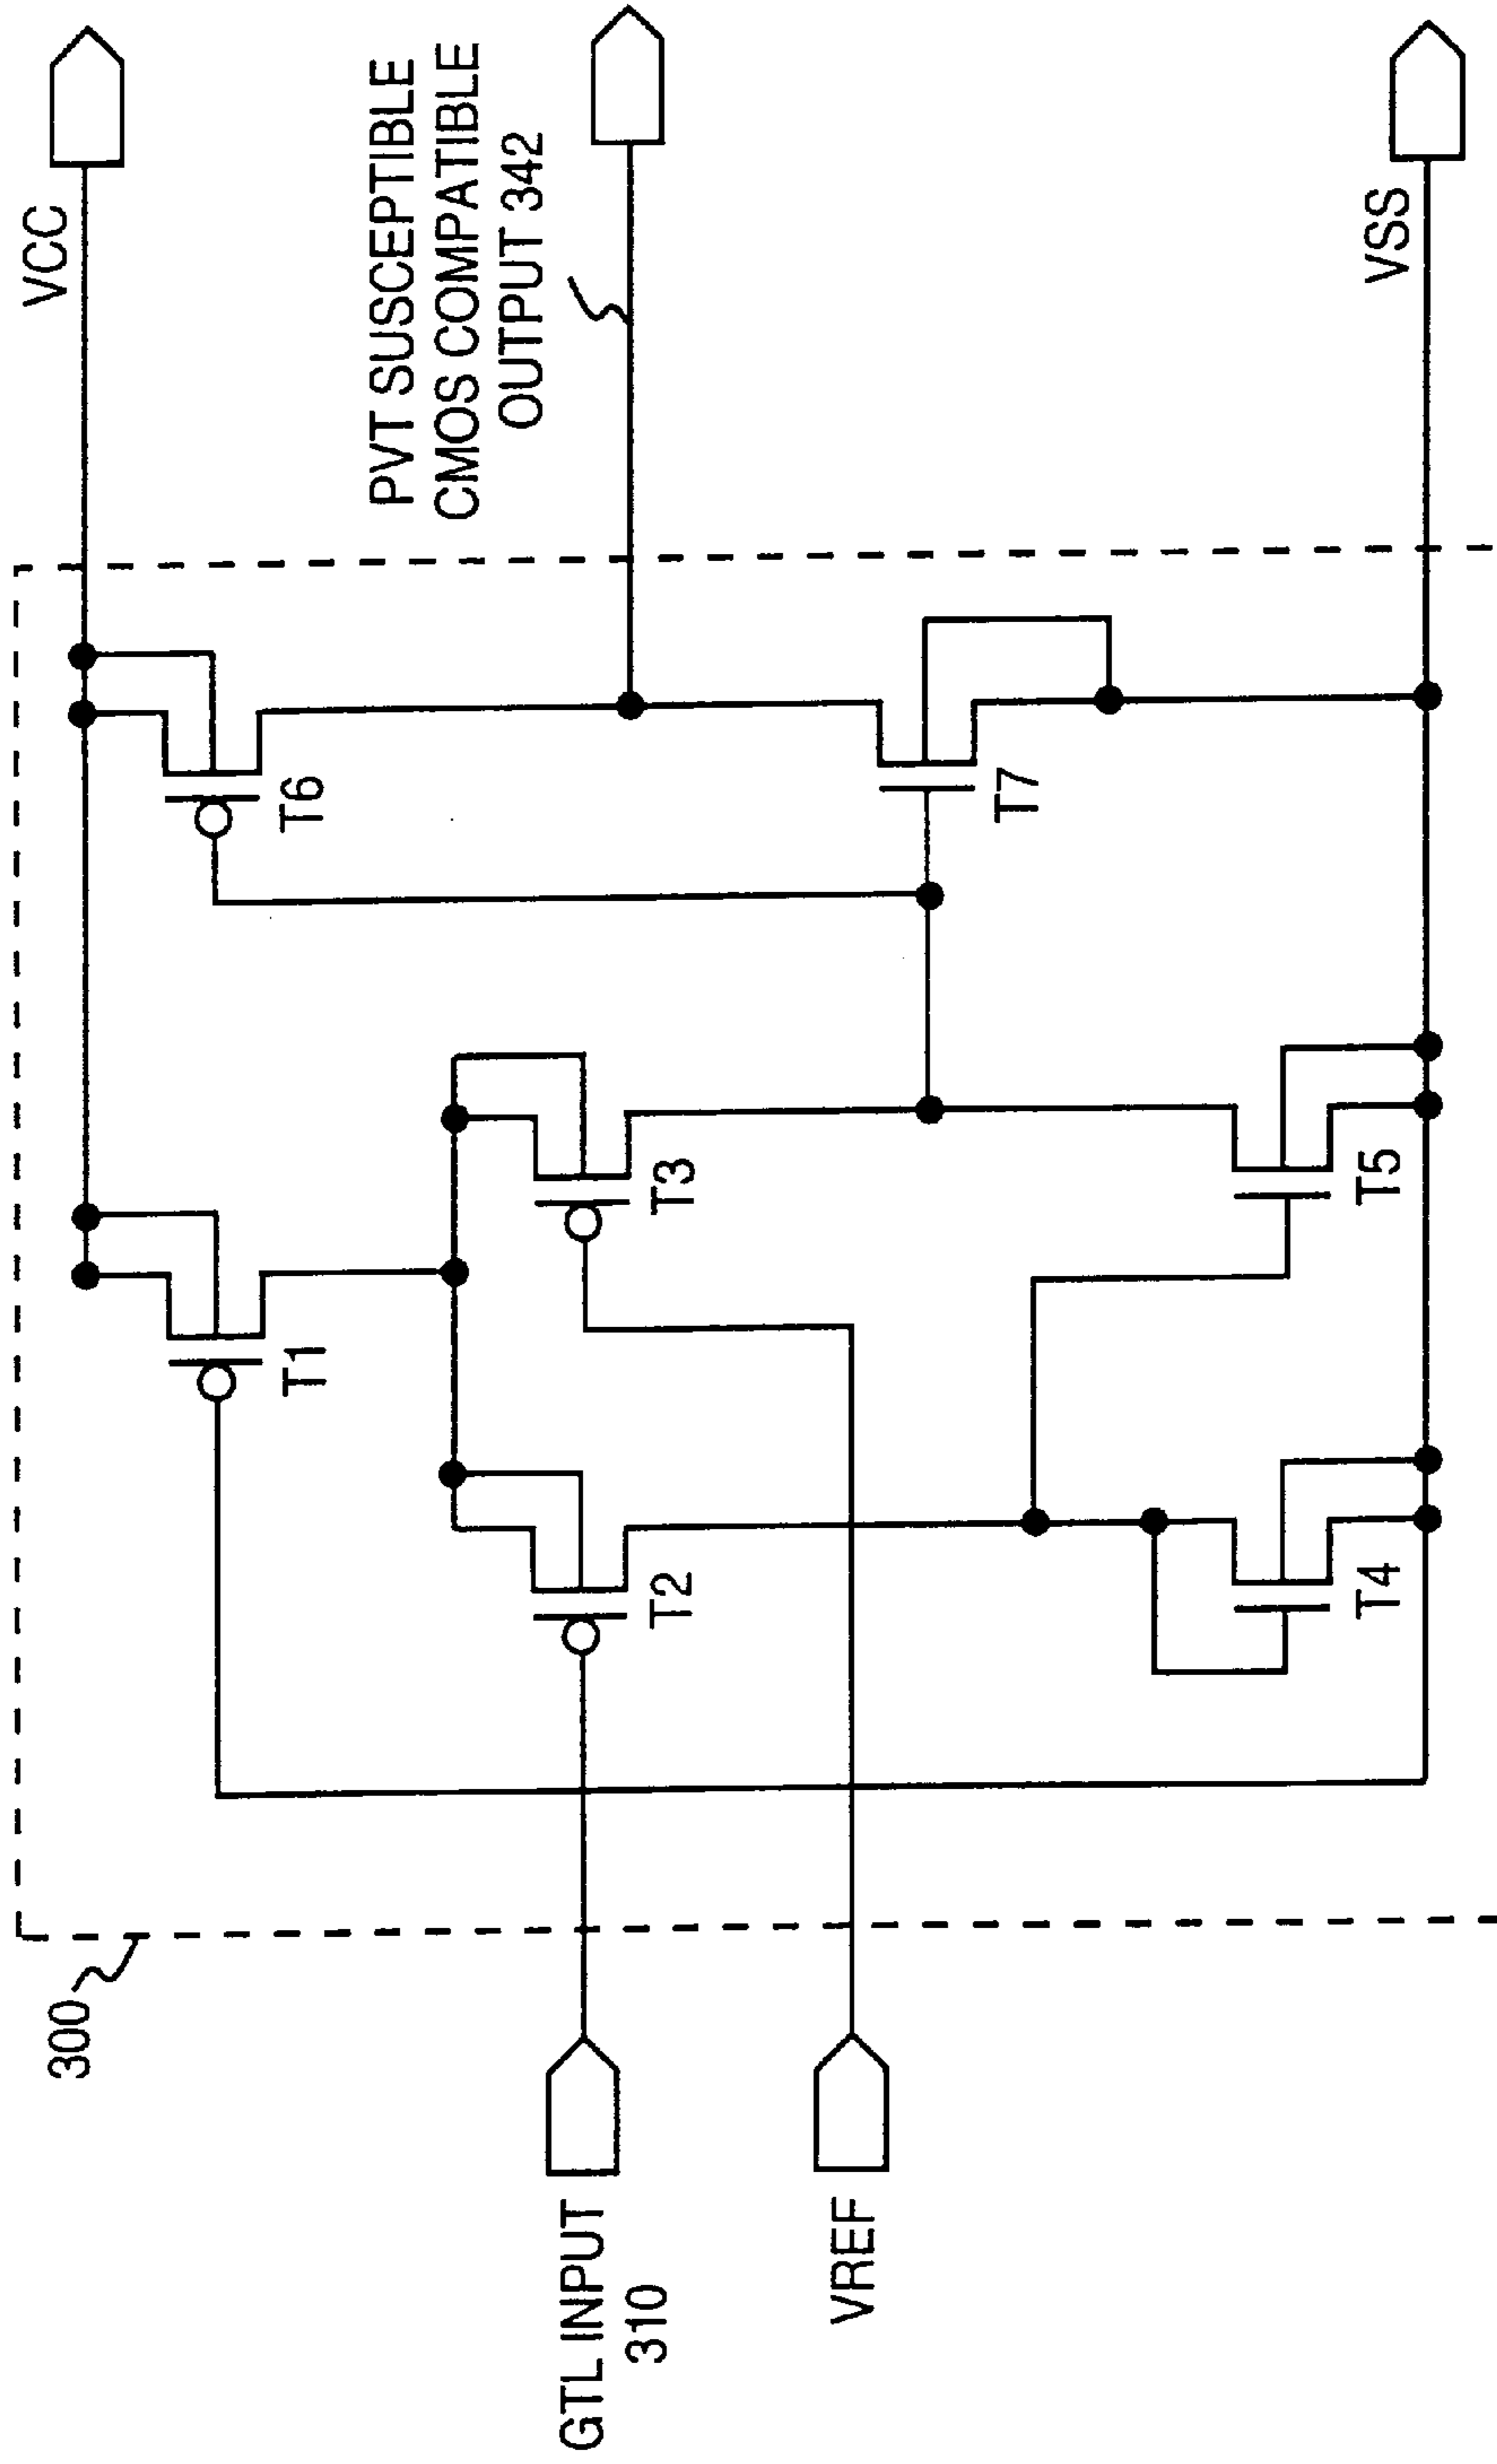 300
VCC
T1
T6
PVT SUSCEPTIBLE
CMOS COMPATIBLE
OUTPUT 342
GTL INPUT
310
T2
T3
VREF
T7
T4
T5
VSS